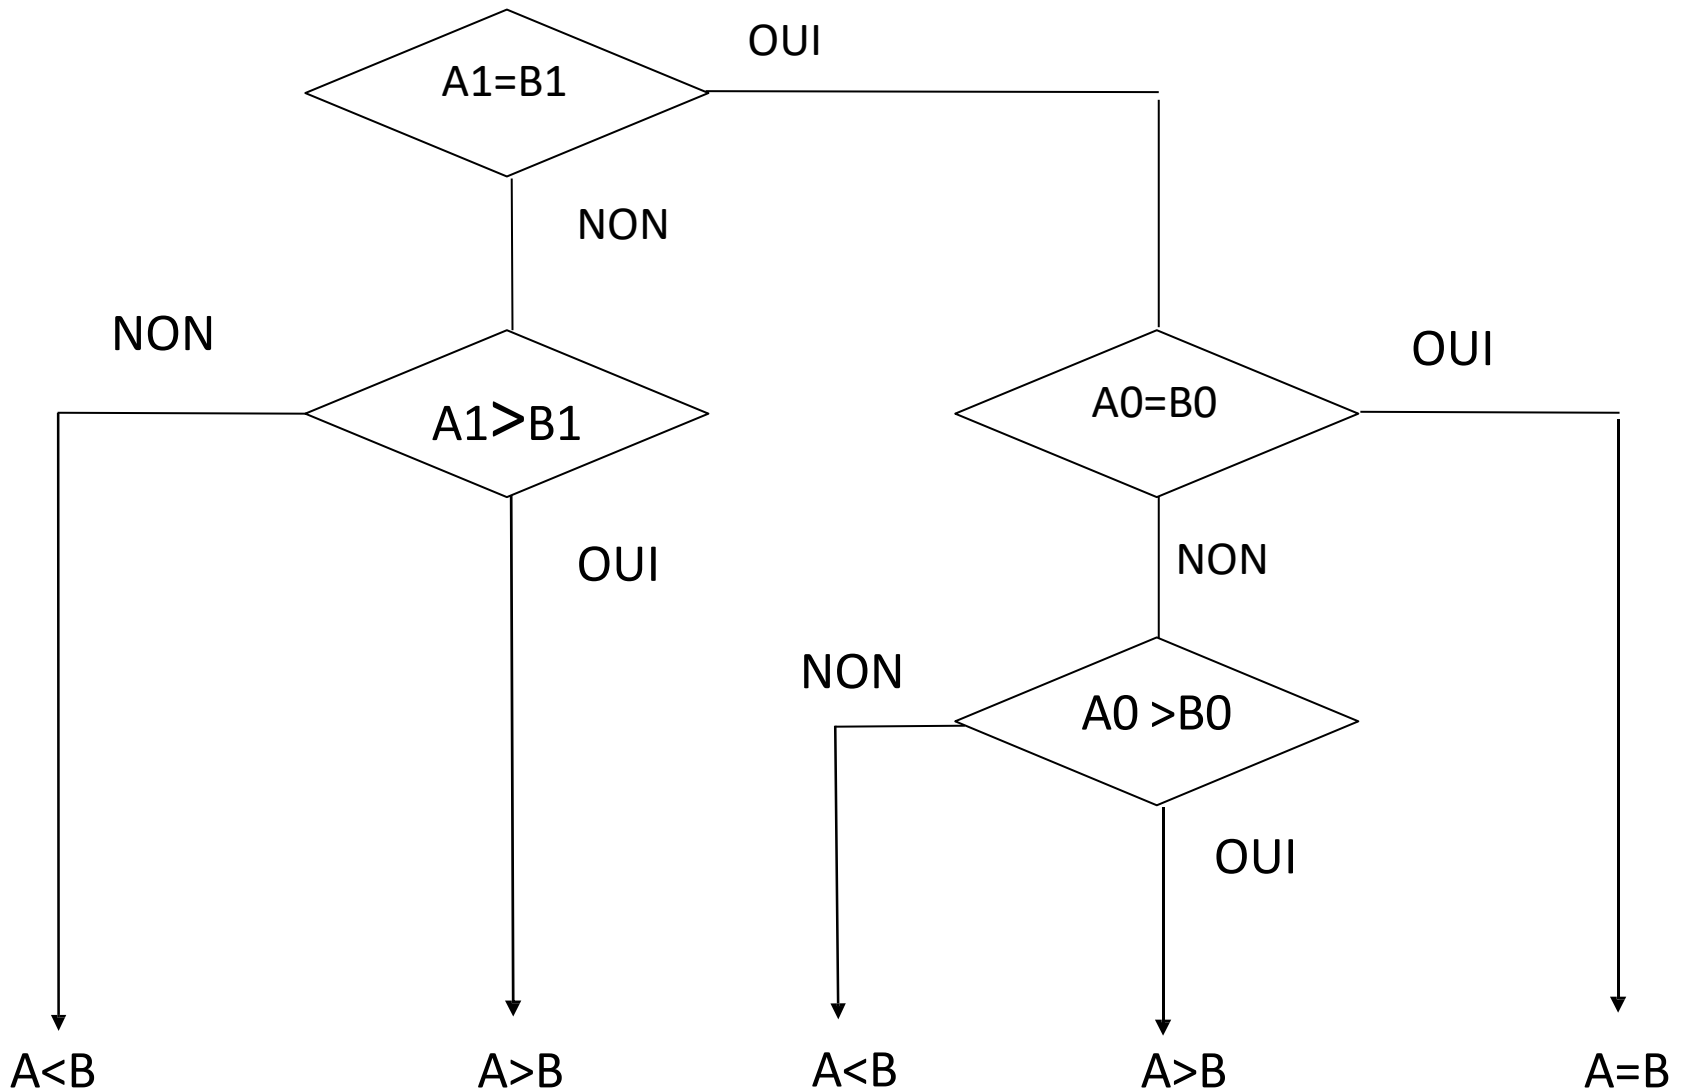 OUI
A1=B1
NON
NON
OUI
A1>B1
A0=B0
OUI
NON
NON
A0 >B0
OUI
A<B
A>B
A<B
A>B
A=B